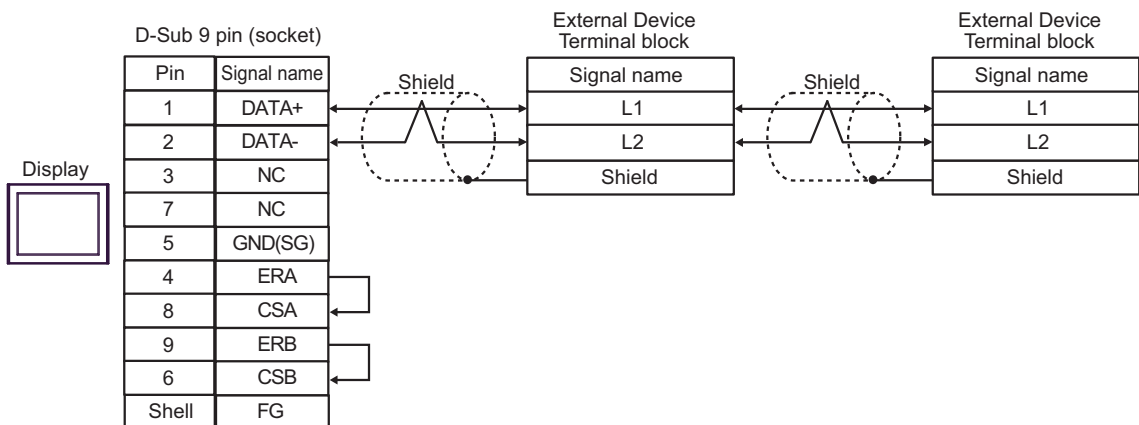 D-Sub 9 pin (socket)
External Device
Terminal block
External Device
Terminal block
Pin Signal name
Shield
Signal name
Shield
Signal name
1 DATA+
L1
L1
2 DATA-
L2
L2
Display
3 NC
Shield
Shield
7 NC
5 GND(SG)
4 ERA
8 CSA
9 ERB
6 CSB
Shell FG